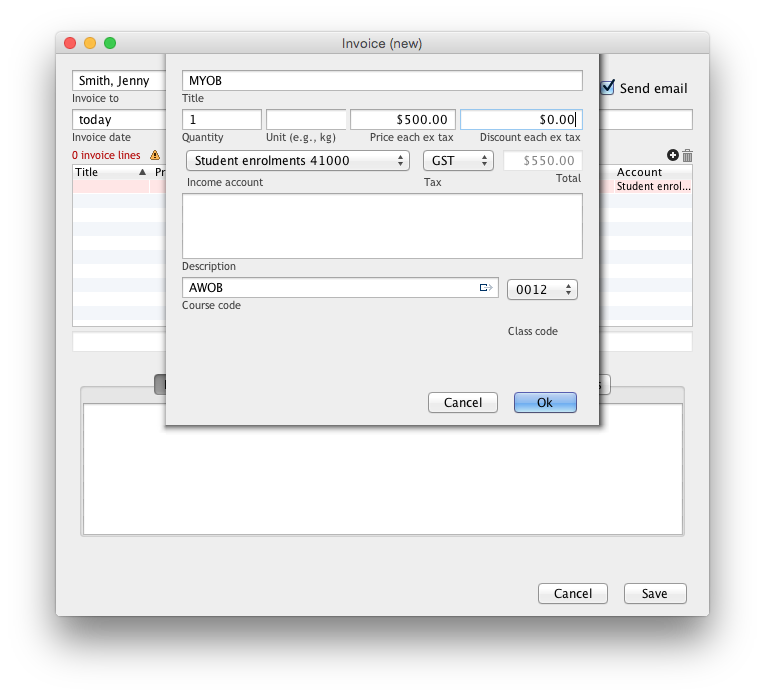 Invoice (new)
Smith, Jenny
Invoice to
Send email
today
Invoice date
MYOB
Title
1
$500.00
$0.00
Quantity
Unit (e.g., kg)
Price each ex tax
Discount each ex tax
Student enrolments 41000
GST
$550.00
Income account
Tax
Total
Description
AWOB
0012
Course code
Class code
Cancel
Ok
0 invoice lines
Title
Account
Student enrol...
Cancel
Save